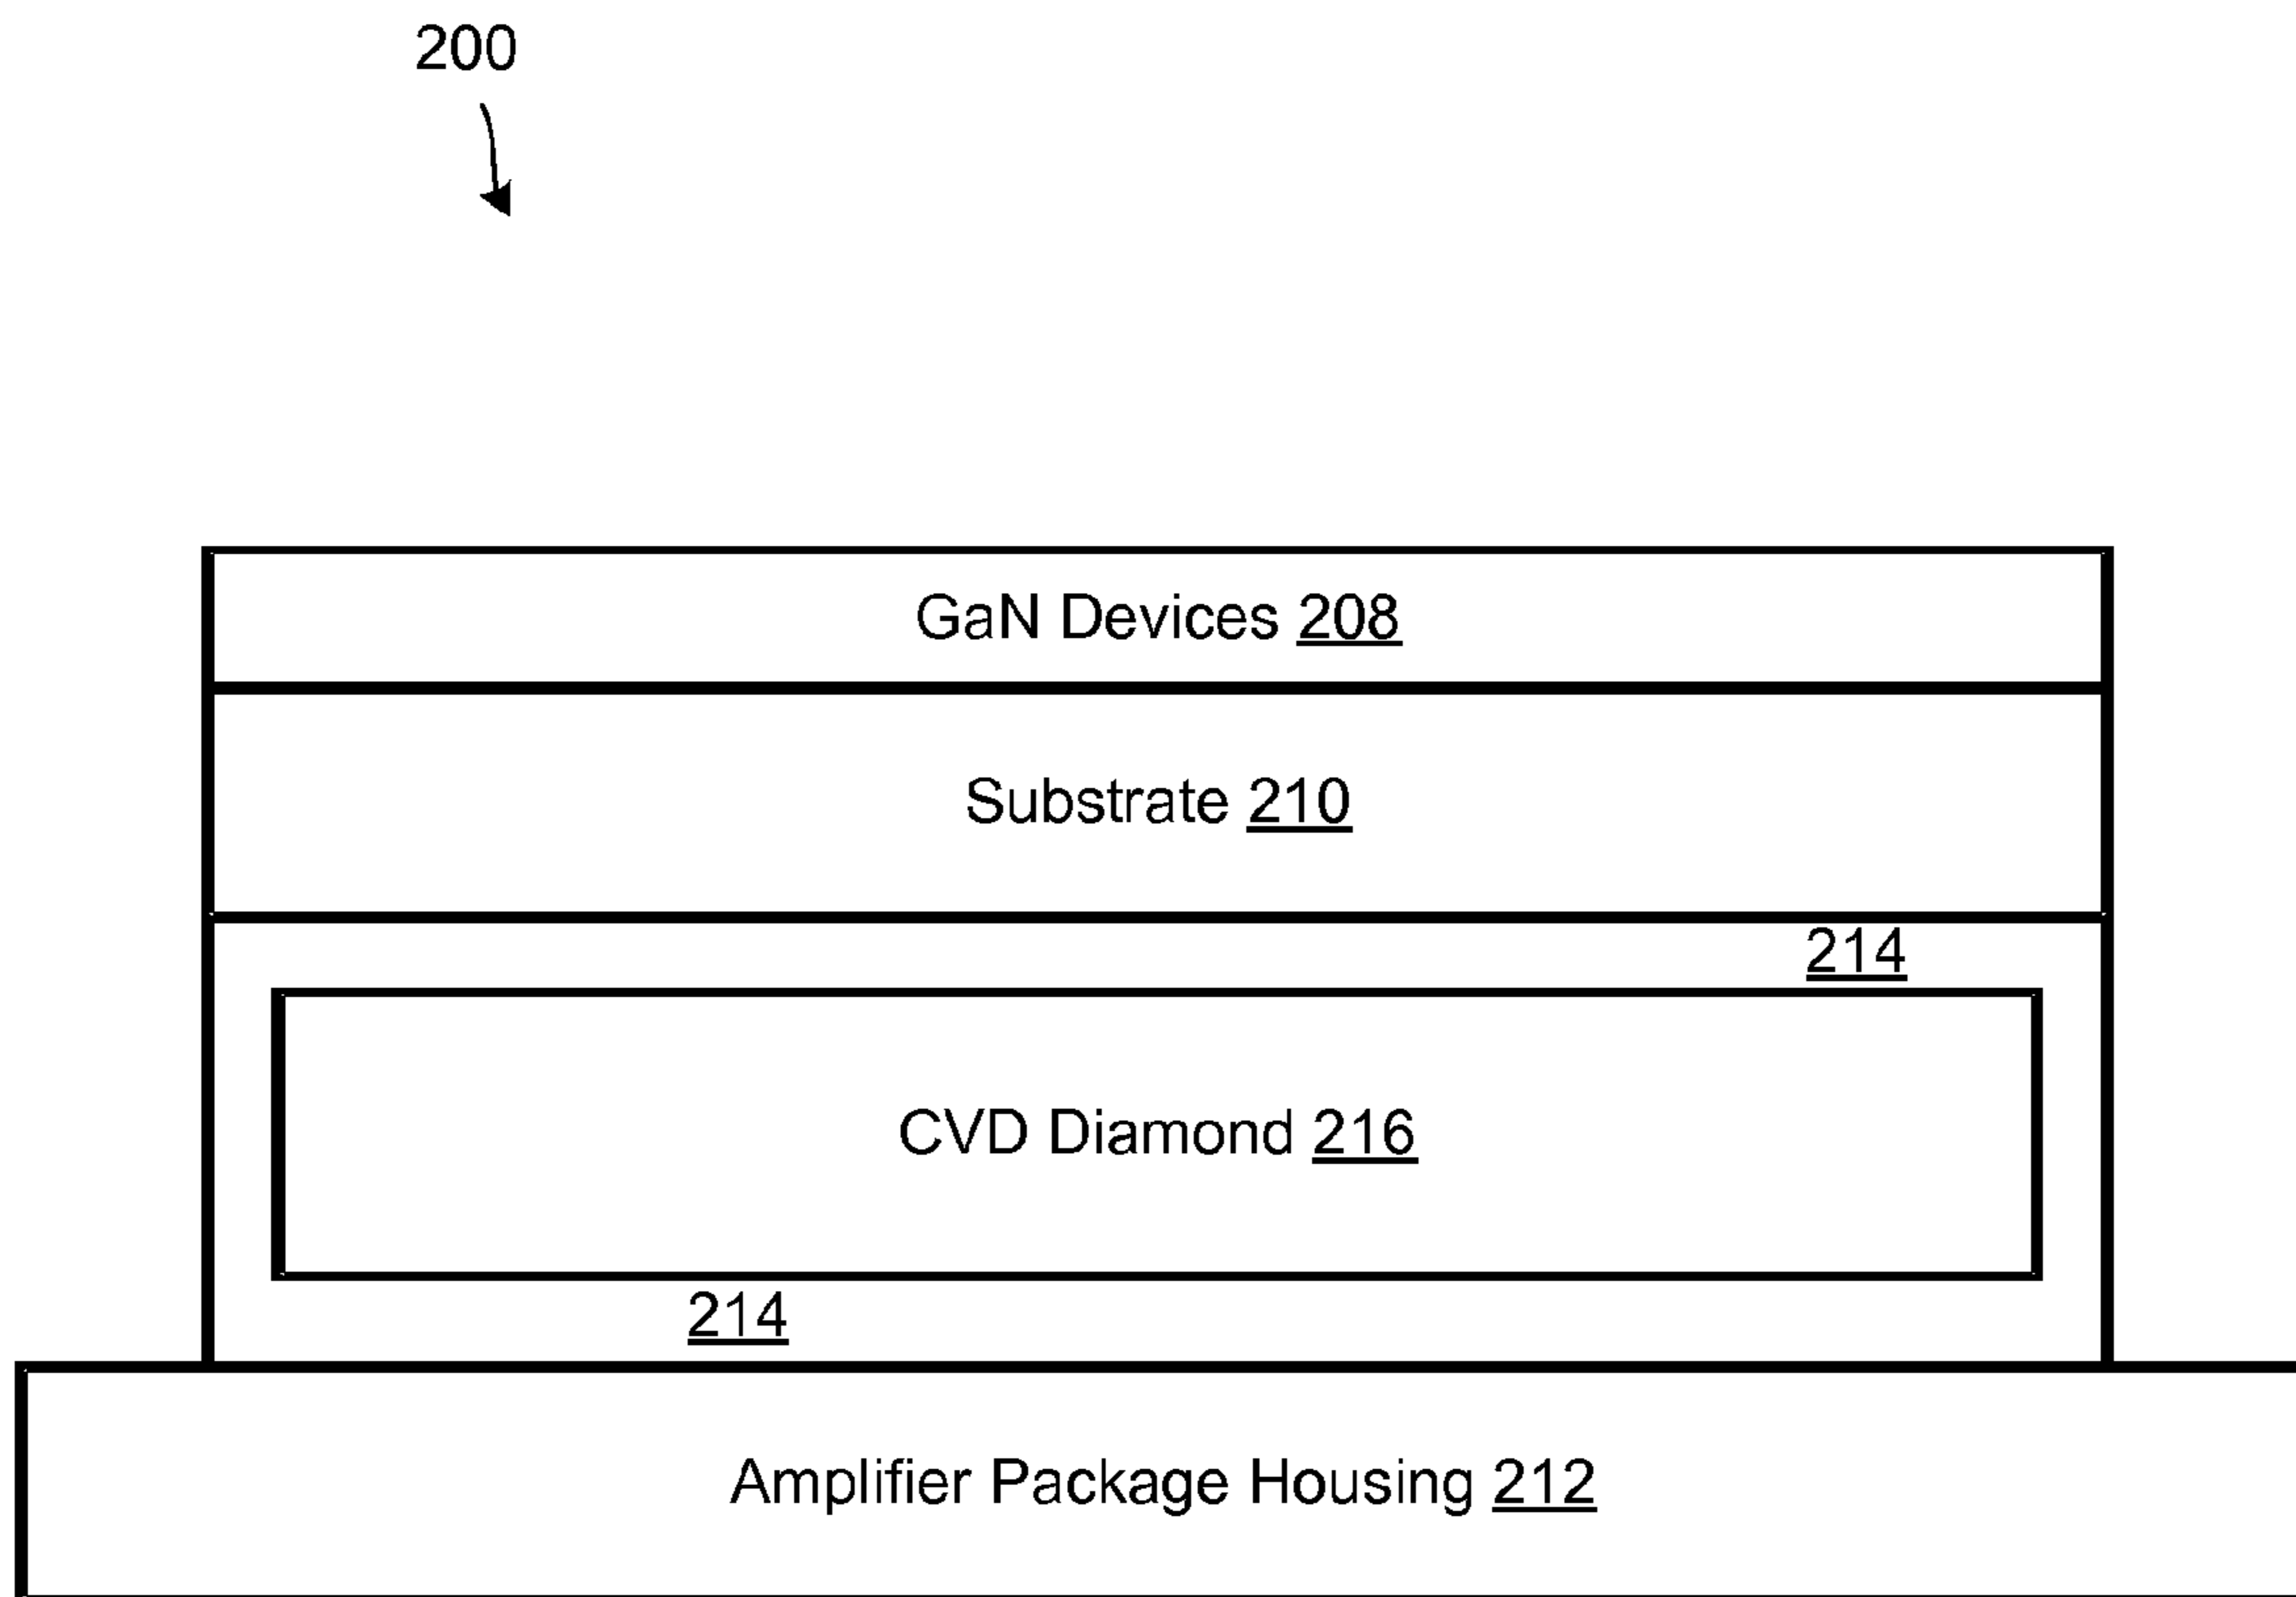 200
GaN Devices 208
Substrate 210
214
CVD Diamond 216
214
Amplifier Package Housing 212